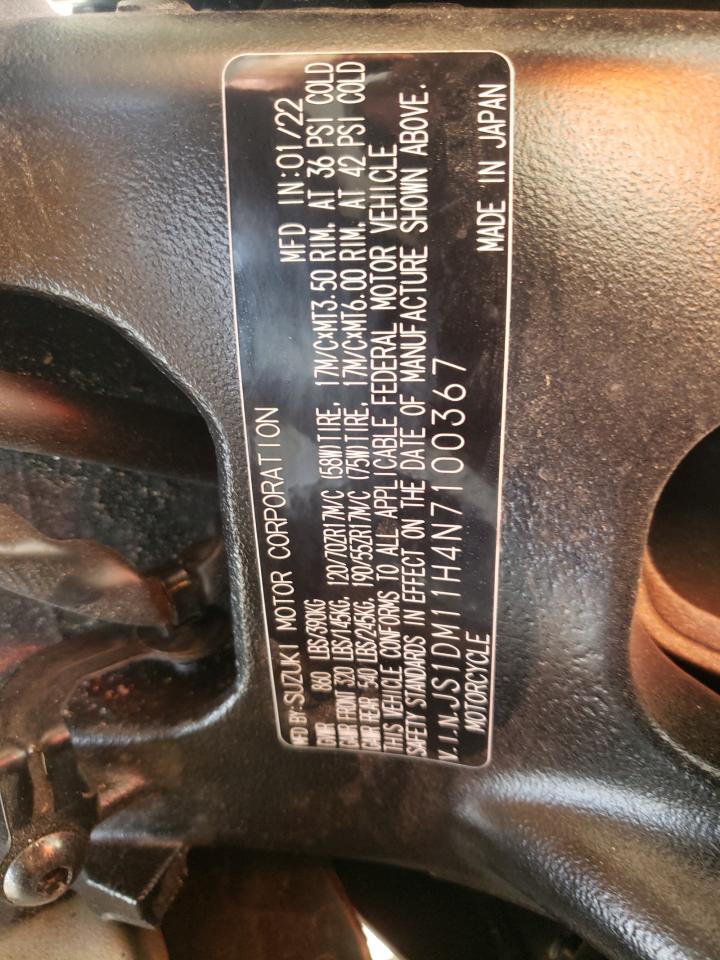 MFD BY:SUZUKI MOTOR CORPORATION MFD IN:01/22
GVWR 860 LBS/390KG
GAWR FRONT 320 LBS/145KG, 120/70ZR17M/C (58W)TIRE, 17M/C×MT3.50 RIM, AT 36 PSI COLD
GAWR REAR 540 LBS/245KG, 190/55ZR17M/C (75W)TIRE, 17M/C×MT6.00 RIM, AT 42 PSI COLD
THIS VEHICLE CONFORMS TO ALL APPLICABLE FEDERAL MOTOR VEHICLE
SAFETY STANDARDS IN EFFECT ON THE DATE OF MANUFACTURE SHOWN ABOVE.
V.I.N.JS1DM11H4N7100367
MOTORCYCLE MADE IN JAPAN